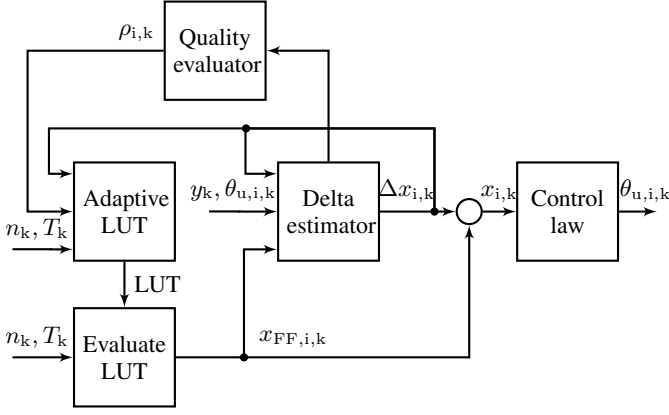 ρi,k
Quality
evaluator
Adaptive
LUT
yk, θu,i,k
Delta
estimator
Δxi,k
xi,k
Control
law
θu,i,k
nk, Tk
LUT
nk, Tk
Evaluate
LUT
xFF,i,k